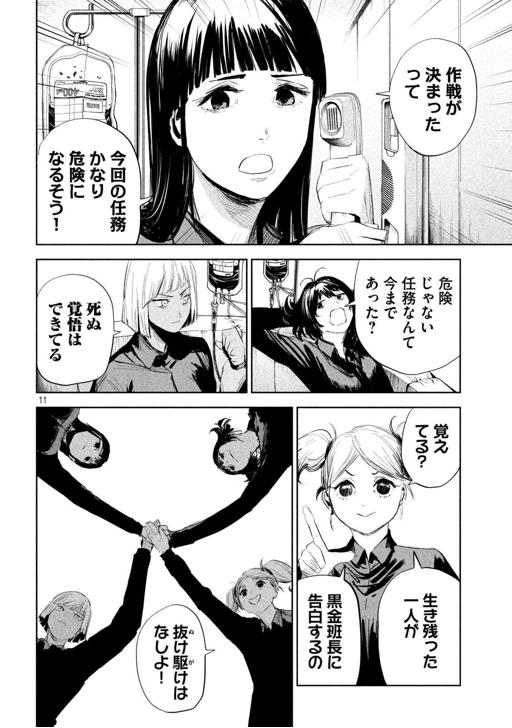 作戦が
決まった
って
今回の任務
かなり
危険に
なるそう！
危険
じゃない
任務なんて
今まで
あった？
死ぬ
覚悟は
できてる
11
覚え
てる？
生き残った
一人が
黒金班長に
告白するの
抜け駆けは
なしよ！